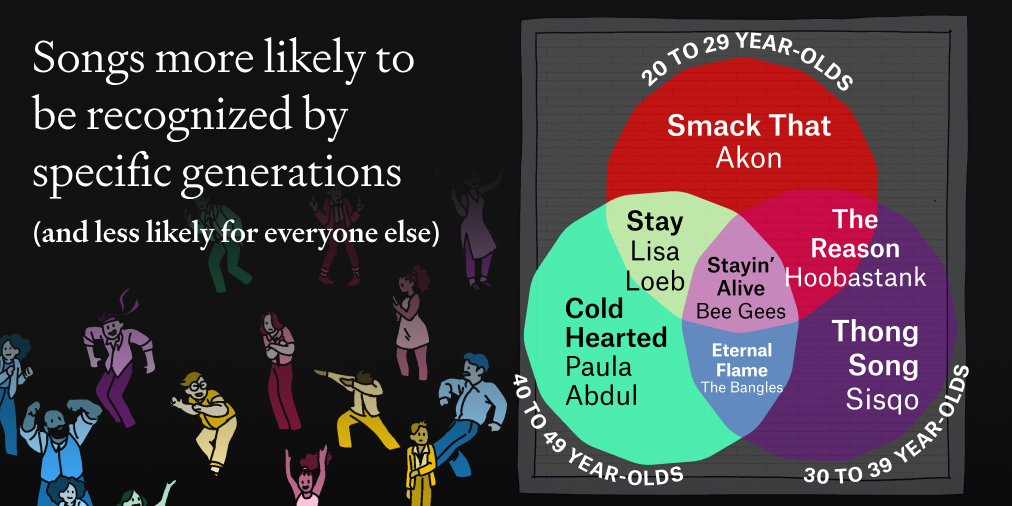 Songs more likely to
be recognized by
specific generations
(and less likely for everyone else)
20 TO 29 YEAR-OLDS
Smack That
Akon
Stay
Lisa
Loeb
The
Reason
Hoobastank
Stayin’
Alive
Bee Gees
Cold
Hearted
Paula
Abdul
Eternal
Flame
The Bangles
Thong
Song
Sisqo
40 TO 49 YEAR-OLDS
30 TO 39 YEAR-OLDS